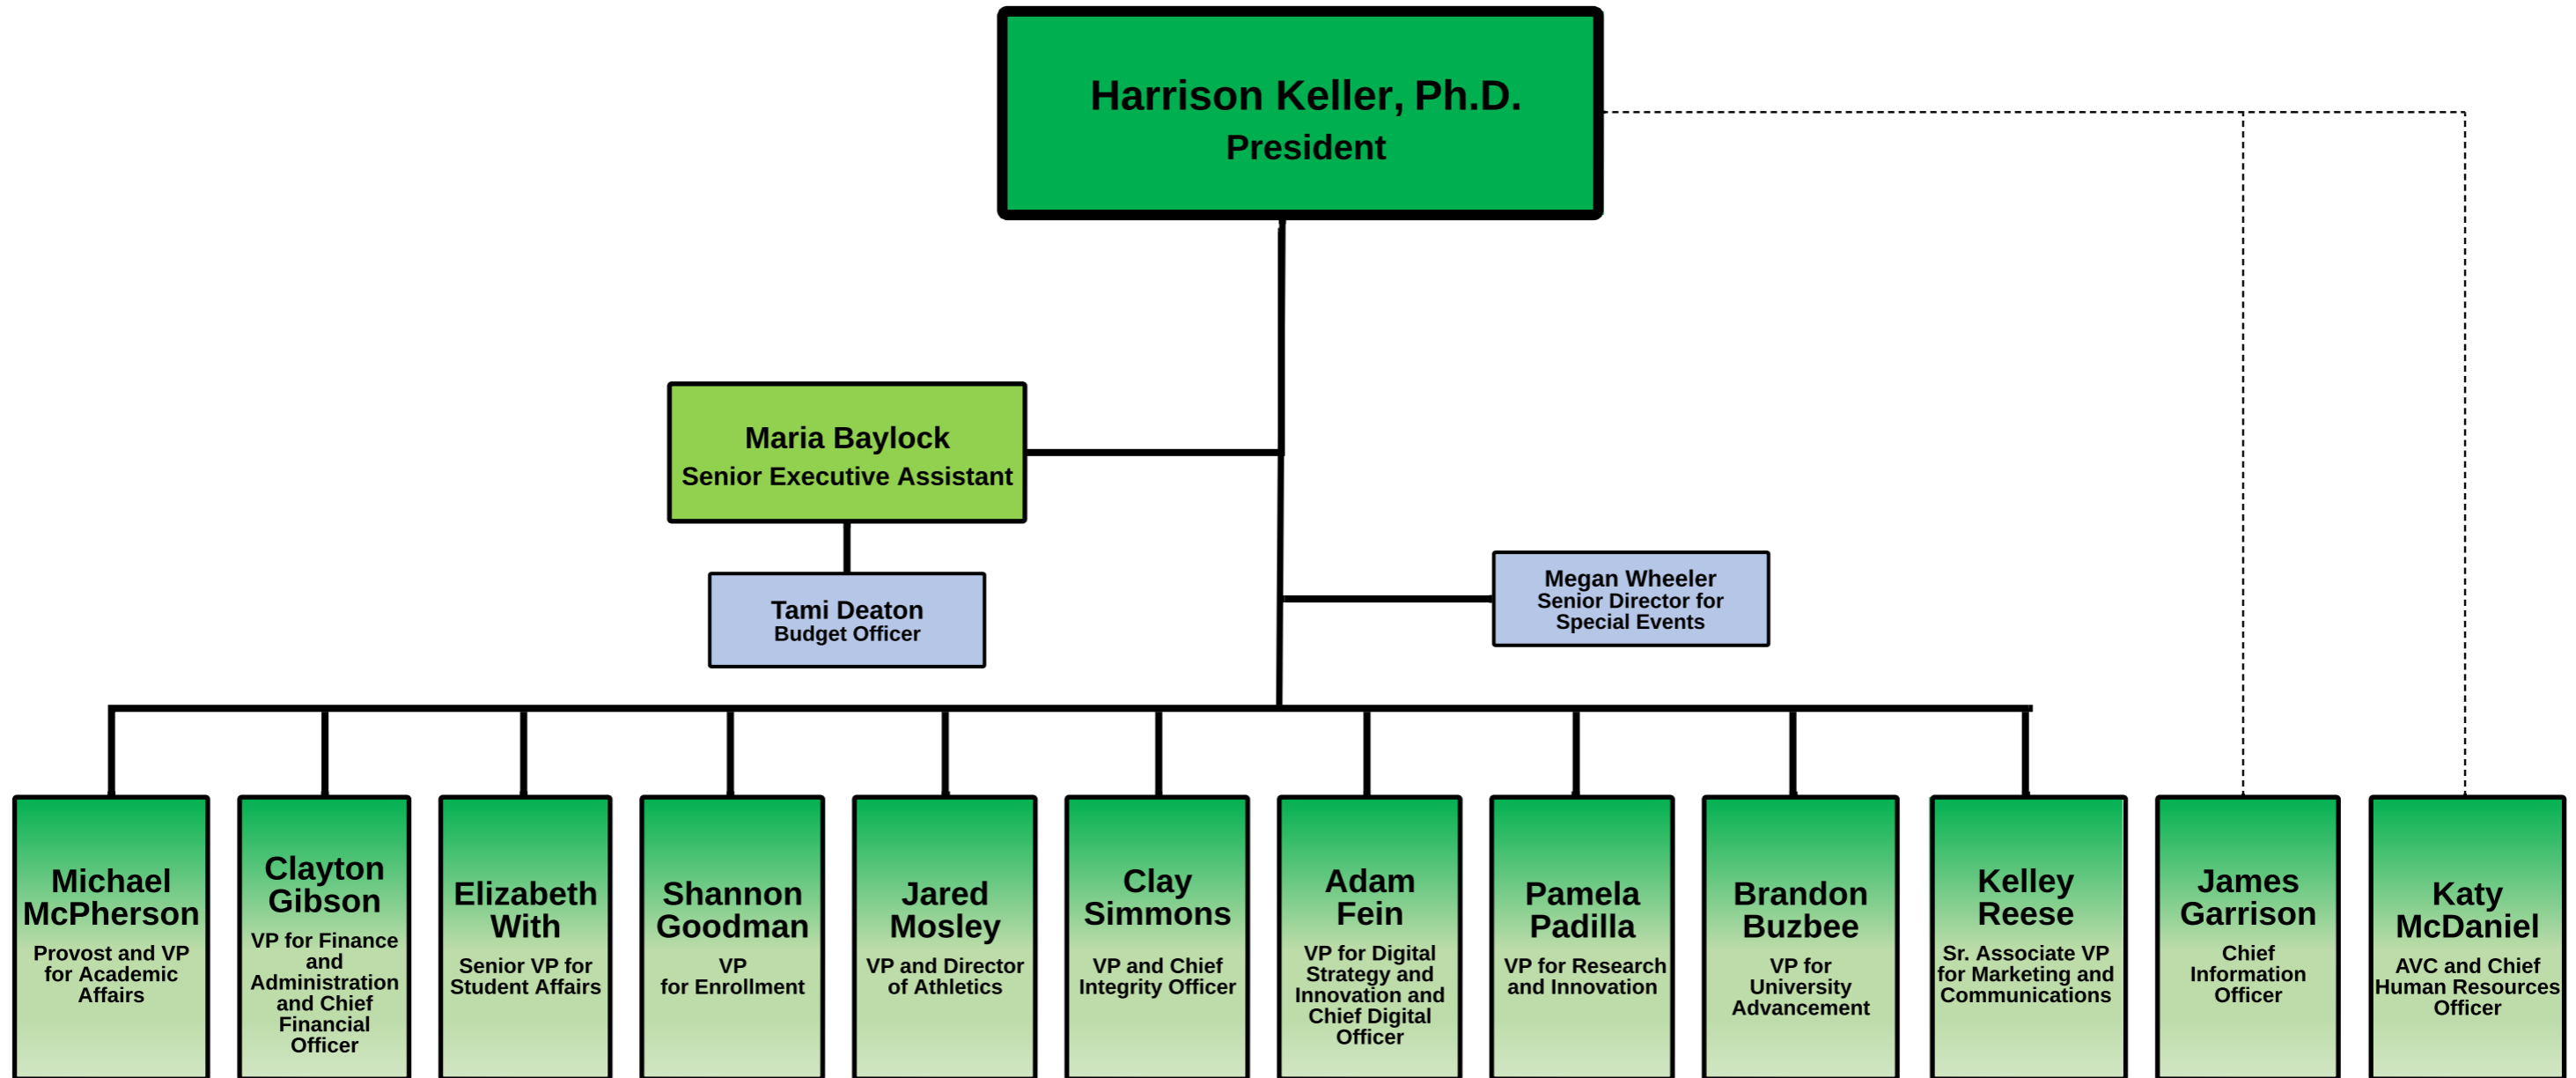 Harrison Keller, Ph.D.
President
Maria Baylock
Senior Executive Assistant
Tami Deaton
Budget Officer
Megan Wheeler
Senior Director for
Special Events
Michael
McPherson
Provost and VP
for Academic
Affairs
Clayton
Gibson
VP for Finance
and
Administration
and Chief
Financial
Officer
Elizabeth
With
Senior VP for
Student Affairs
Shannon
Goodman
VP
for Enrollment
Jared
Mosley
VP and Director
of Athletics
Clay
Simmons
VP and Chief
Integrity Officer
Adam
Fein
VP for Digital
Strategy and
Innovation and
Chief Digital
Officer
Pamela
Padilla
VP for Research
and Innovation
Brandon
Buzbee
VP for
University
Advancement
Kelley
Reese
Sr. Associate VP
for Marketing and
Communications
James
Garrison
Chief
Information
Officer
Katy
McDaniel
AVC and Chief
Human Resources
Officer